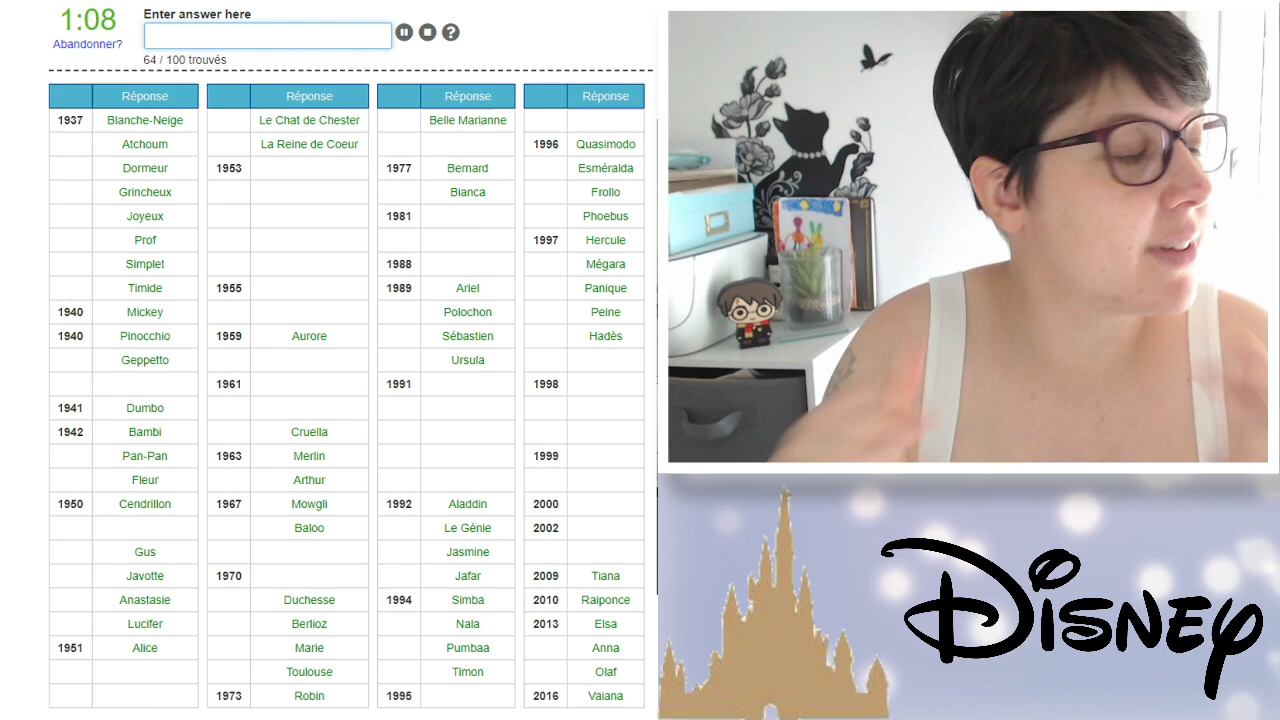 1:08
Abandonner?
Enter answer here
64 / 100 trouvés
Réponse
1937 Blanche-Neige
Atchoum
Dormeur
Grincheux
Joyeux
Prof
Simplet
Timide
1940 Mickey
1940 Pinocchio
Geppetto
1941 Dumbo
1942 Bambi
Pan-Pan
Fleur
1950 Cendrillon
Gus
Javotte
Anastasie
Lucifer
1951 Alice
Réponse
Le Chat de Chester
La Reine de Coeur
1953
1955
1959 Aurore
1961
Cruella
1963 Merlin
Arthur
1967 Mowgli
Baloo
1970
Duchesse
Berlioz
Marie
Toulouse
1973 Robin
Réponse
Belle Marianne
1977 Bernard
Bianca
1981
1988
1989 Ariel
Polochon
Sébastien
Ursula
1991
1992 Aladdin
Le Génie
Jasmine
Jafar
1994 Simba
Nala
Pumbaa
Timon
1995
Réponse
1996 Quasimodo
Esméralda
Frollo
Phoebus
1997 Hercule
Mégara
Panique
Peine
Hadès
1998
1999
2000
2002
2009 Tiana
2010 Raiponce
2013 Elsa
Anna
Olaf
2016 Vaiana
Disney